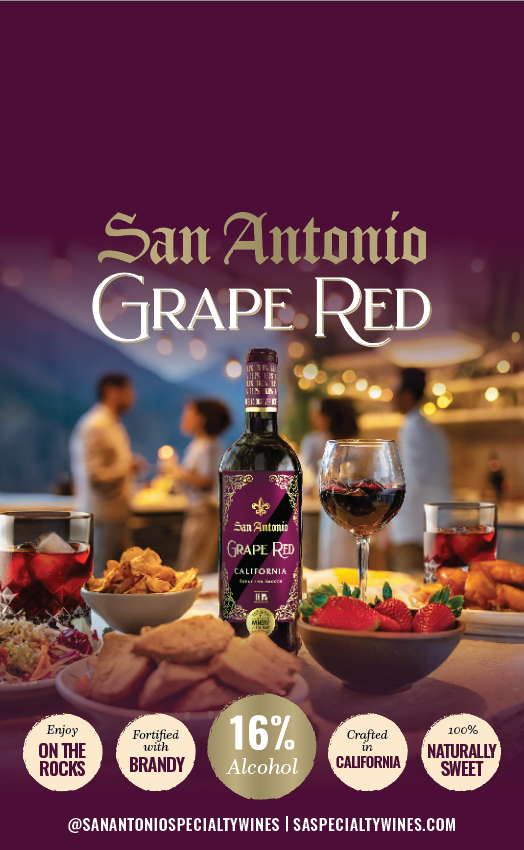 San Antonio
GRAPE RED
San Antonio
GRAPE RED
CALIFORNIA
Enjoy
ON THE
ROCKS
Fortified
with
BRANDY
16%
Alcohol
Crafted
in
CALIFORNIA
100%
NATURALLY
SWEET
@SANANTONIOSPECIALTYWINES | SASPECIALTYWINES.COM